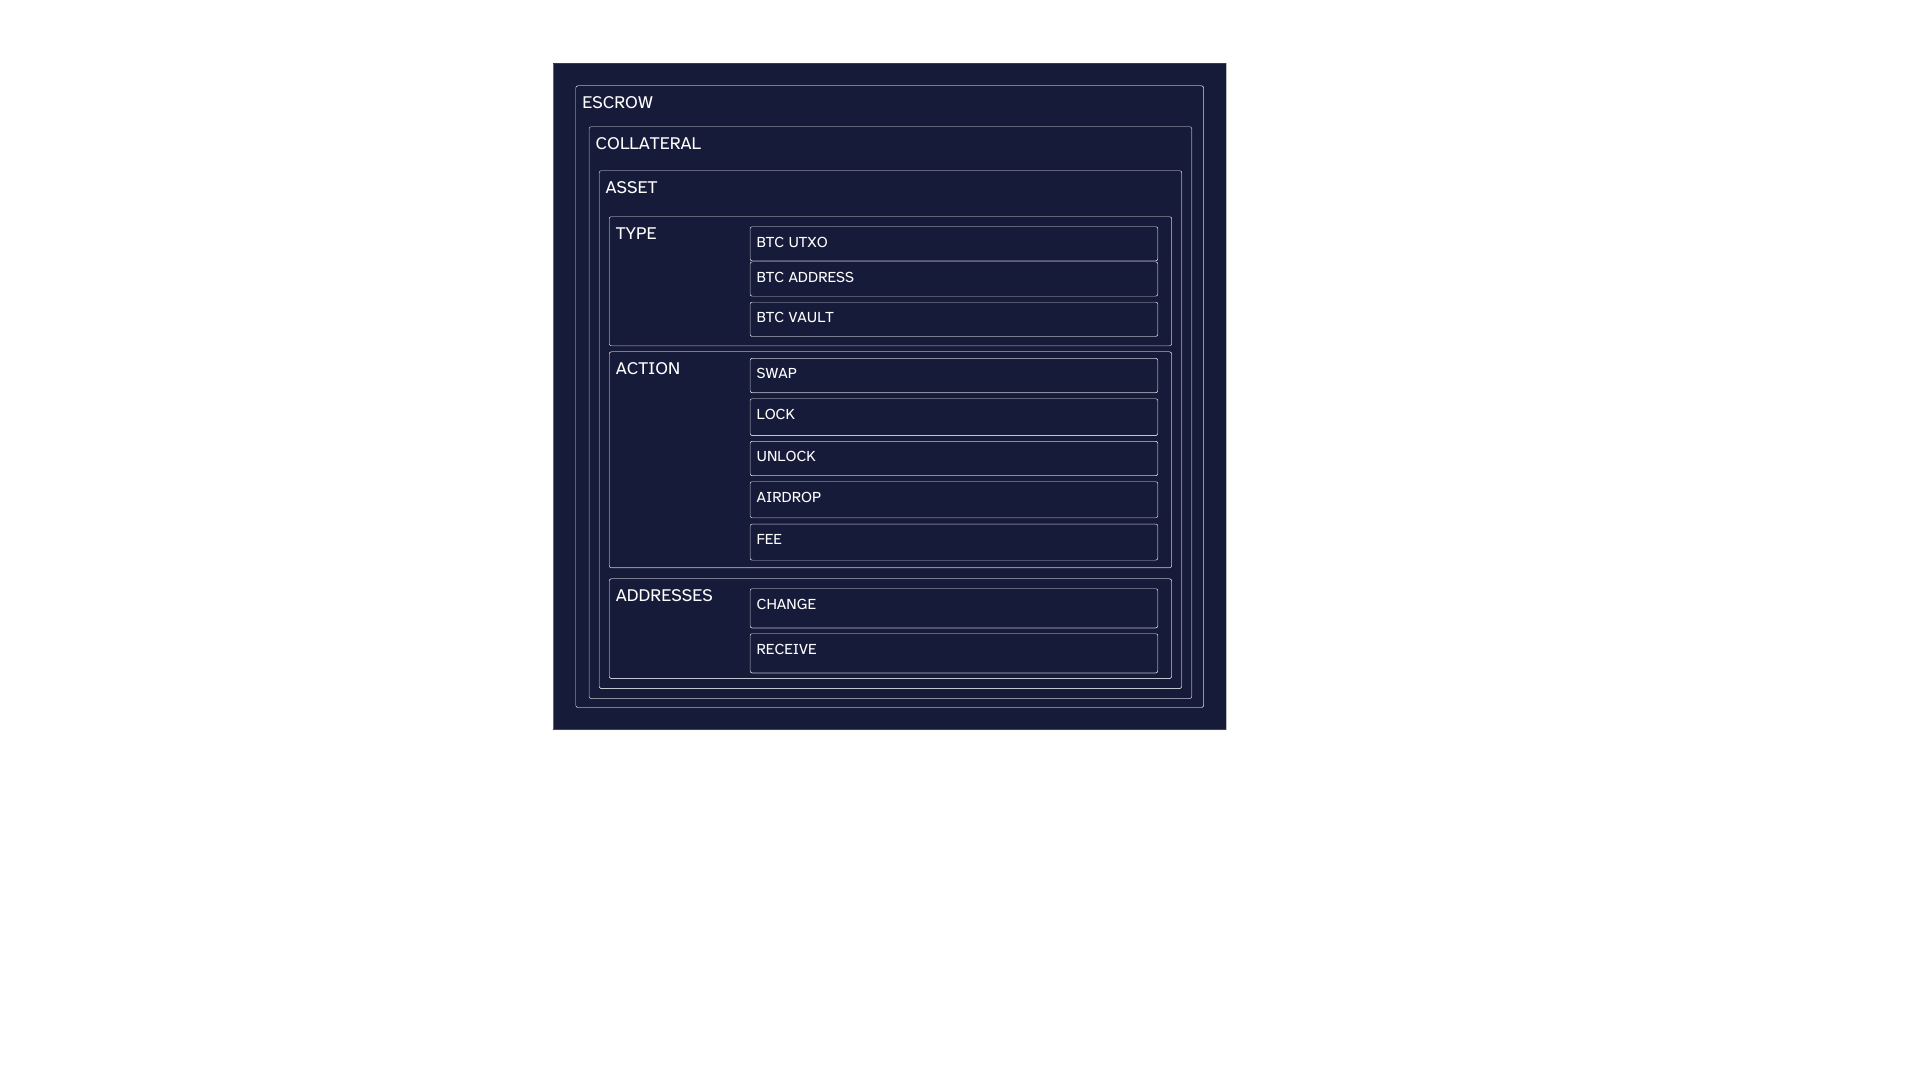 ESCROW
COLLATERAL
ASSET
TYPE
BTC UTXO
BTC ADDRESS
BTC VAULT
ACTION
SWAP
LOCK
UNLOCK
AIRDROP
FEE
ADDRESSES
CHANGE
RECEIVE